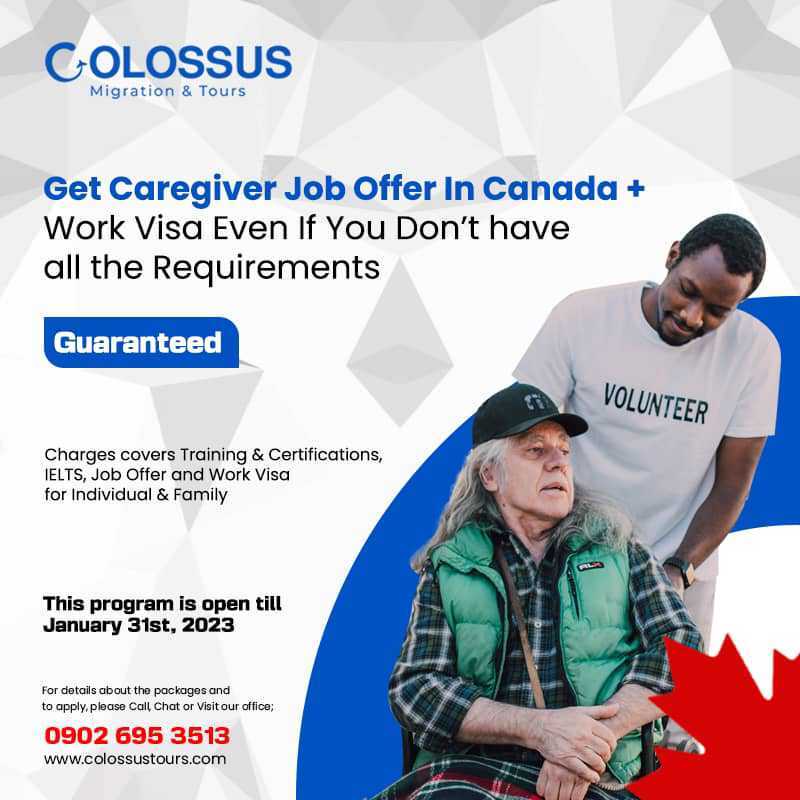 COLOSSUS
Migration & Tours
Get Caregiver Job Offer In Canada +
Work Visa Even If You Don't have
all the Requirements
Guaranteed
Charges covers Training & Certifications,
IELTS, Job Offer and Work Visa
for Individual & Family
This program is open till
January 31st, 2023
For details about the packages and
to apply, please Call, Chat or Visit our office;
0902 695 3513
www.colossustours.com
VOLUNTEER
RLX